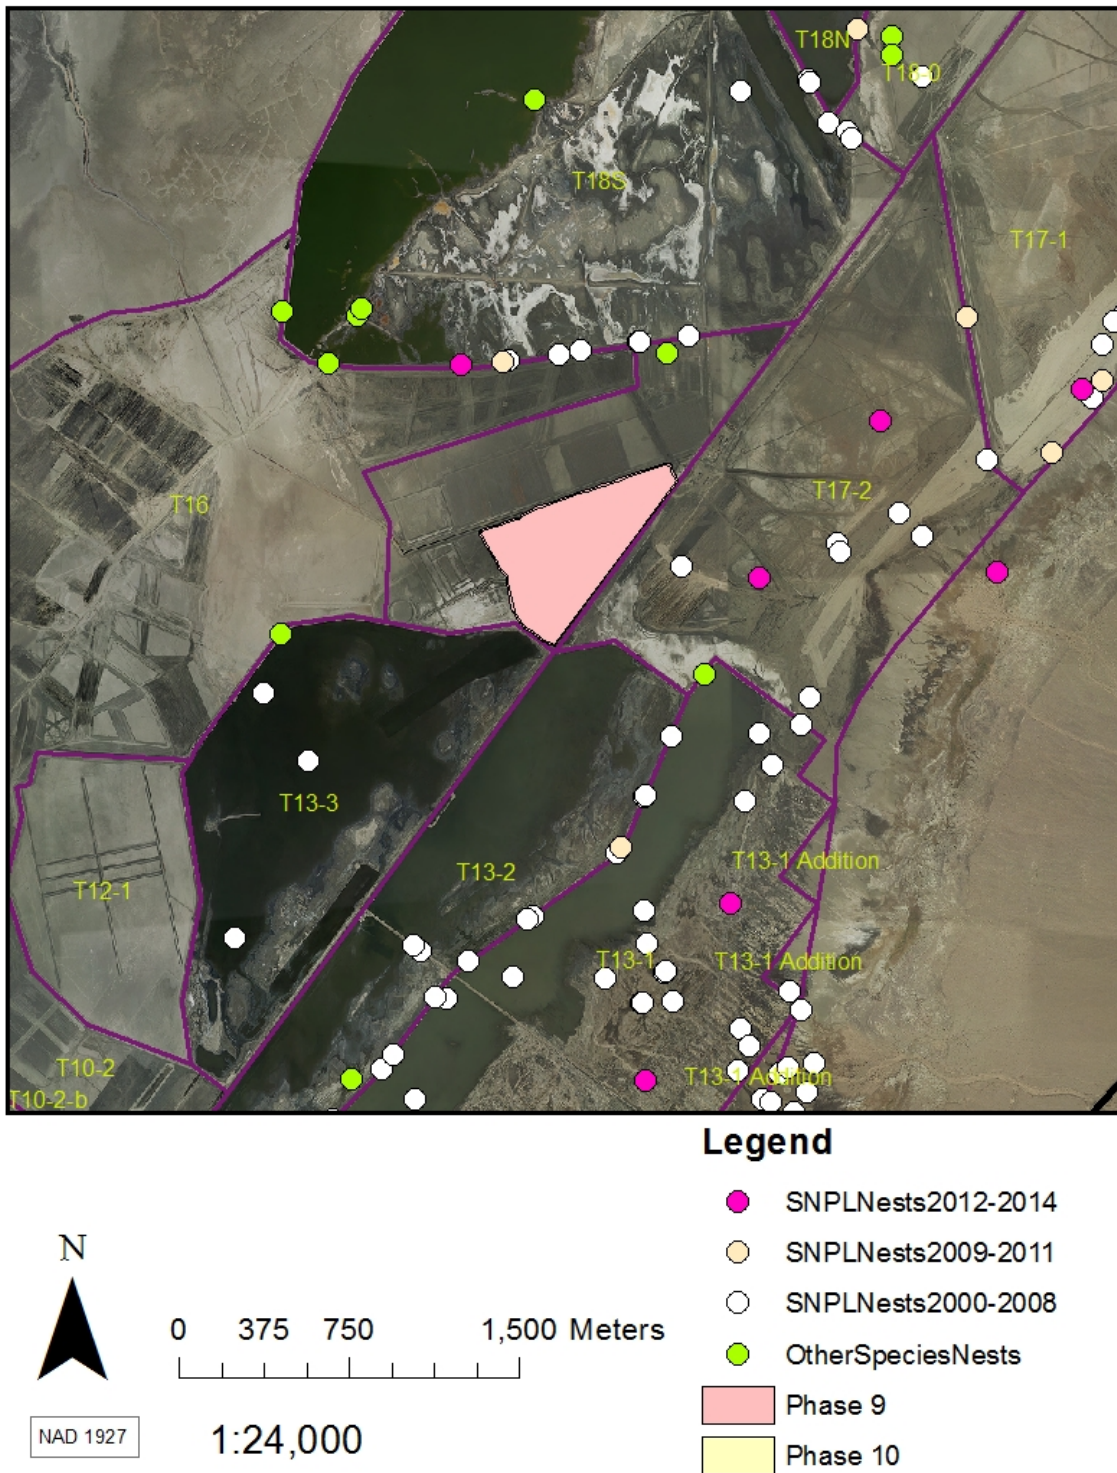 T18N
T18-0
T18S
T17-1
T16
T17-2
T13-3
T13-2
T13-1 Addition
T12-1
T13-1
T13-1 Addition
T10-2
T13-1 Addition
T10-2-b
Legend
SNPLNests2012-2014
SNPLNests2009-2011
SNPLNests2000-2008
OtherSpeciesNests
Phase 9
Phase 10
N
0 375 750 1,500 Meters
NAD 1927
1:24,000